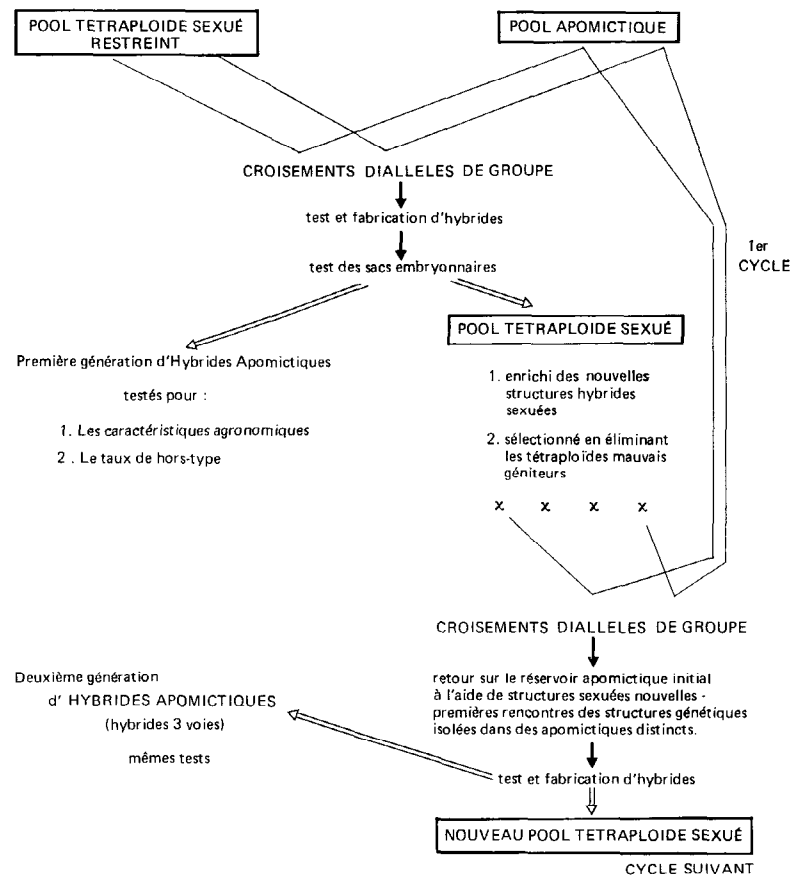 POOL TETRAPLOIDE SEXUÉ
RESTREINT
POOL APOMICTIQUE
CROISEMENTS DIALLELES DE GROUPE
test et fabrication d'hybrides
test des sacs embryonnaires
1er
CYCLE
POOL TETRAPLOIDE SEXUÉ
Première génération d'Hybrides Apomictiques
testés pour :
1. Les caractéristiques agronomiques
2 . Le taux de hors-type
1. enrichi des nouvelles
structures hybrides
sexuées
2. sélectionné en éliminant
les tétraploïdes mauvais
géniteurs
x x x x
CROISEMENTS DIALLELES DE GROUPE
Deuxième génération
d' HYBRIDES APOMICTIQUES
(hybrides 3 voies)
mêmes tests
retour sur le réservoir apomictique initial
à l'aide de structures sexuées nouvelles -
premières rencontres des structures génétiques
isolées dans des apomictiques distincts.
test et fabrication d'hybrides
NOUVEAU POOL TETRAPLOIDE SEXUÉ
CYCLE SUIVANT